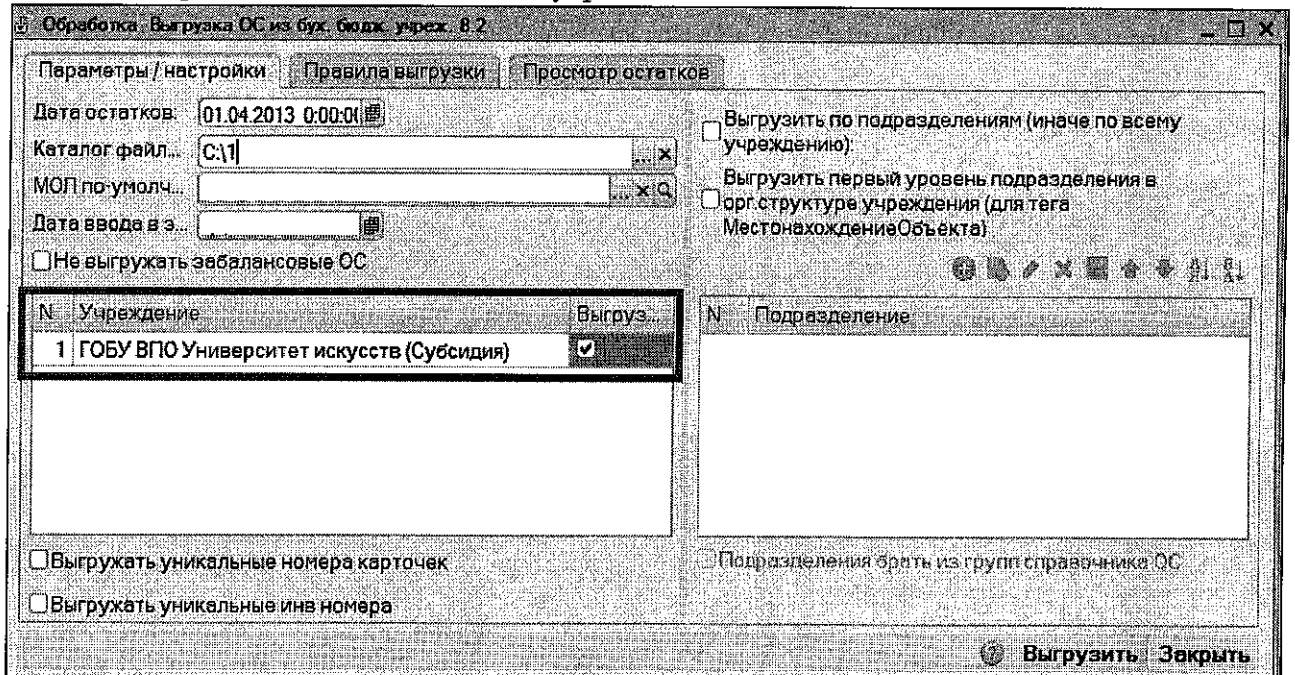 Обработка Выгрузка ОС из бух. бюдж. учреж. 8.2
Параметры / настройки Правила выгрузки Просмотр остатков
Дата остатков: 01.04.2013 0:00:0
Каталог файл... C:\1 ... x
МОЛ по-умолч... ... x
Дата ввода в э...
Не выгружать забалансовые ОС
Выгрузить по подразделениям (иначе по всему
учреждению)
Выгрузить первый уровень подразделения в
орг.структуре учреждения (для тега
МестонахождениеОбъекта)
N Учреждение Выгруз...
1 ГОБУ ВПО Университет искусств (Субсидия)
N Подразделение
Выгружать уникальные номера карточек
Выгружать уникальные инв номера
Подразделения брать из групп справочника ОС
? Выгрузить Закрыть